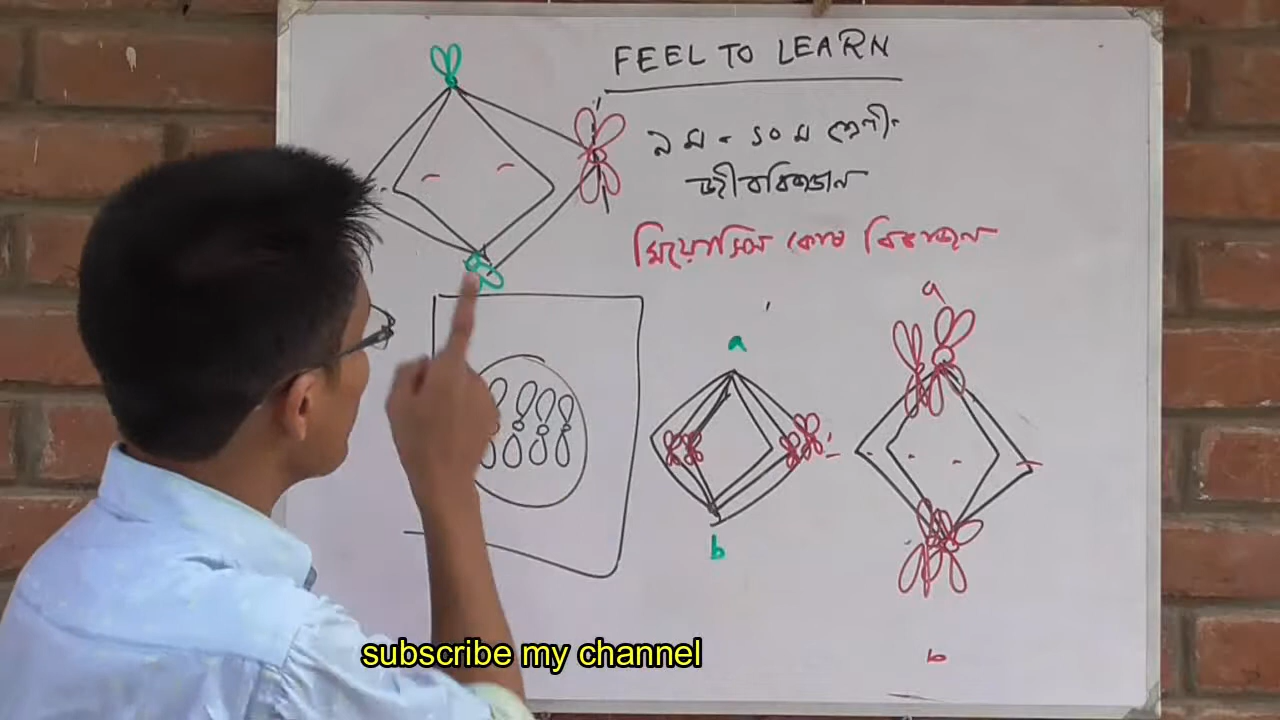 FEEL TO LEARN
৯ম - ১০ম শ্রেণী
জীববিজ্ঞান
মিয়োসিস কোষ বিভাজন
a
a
b
b
subscribe my channel